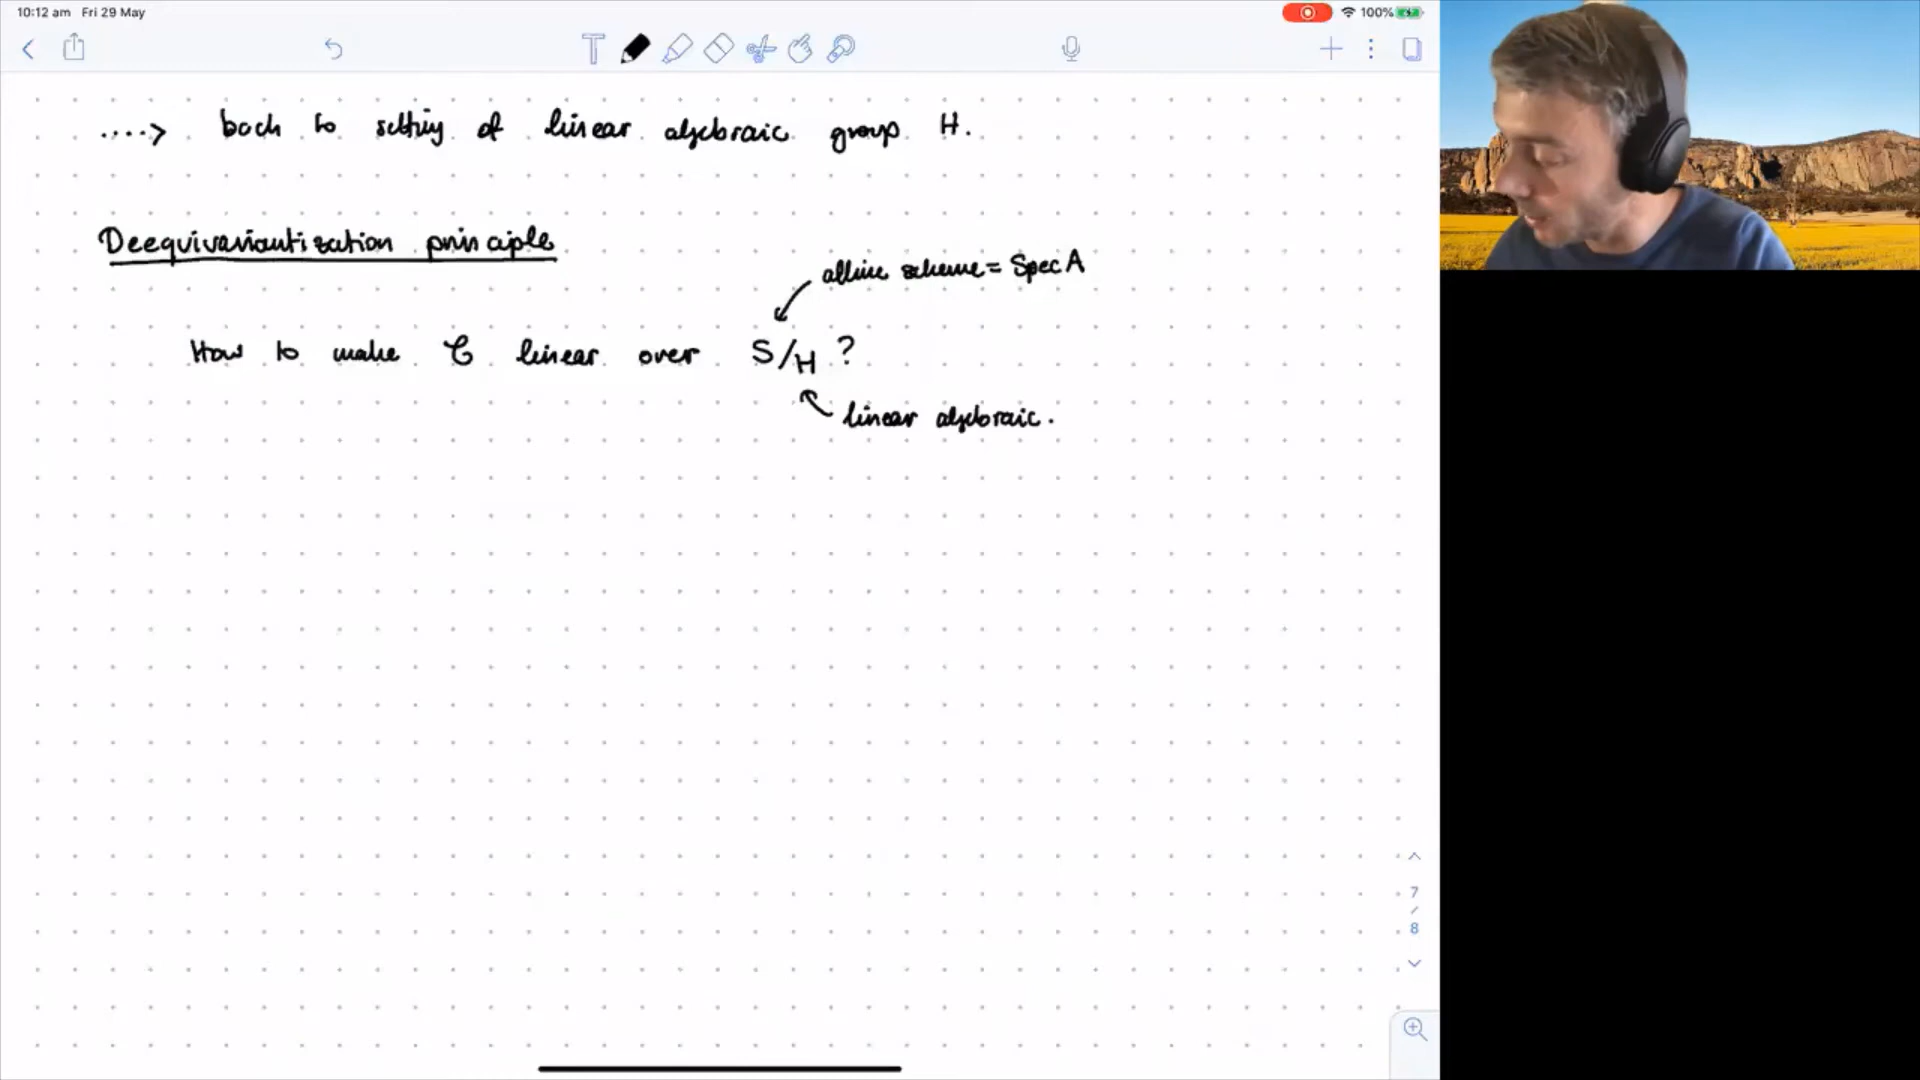 10:12 am Fri 29 May
100%
....> back to setting of linear algebraic group H.
Deequivariantization principle
affine scheme = Spec A
How to make C linear over S/H ?
linear algebraic.
7
/
8